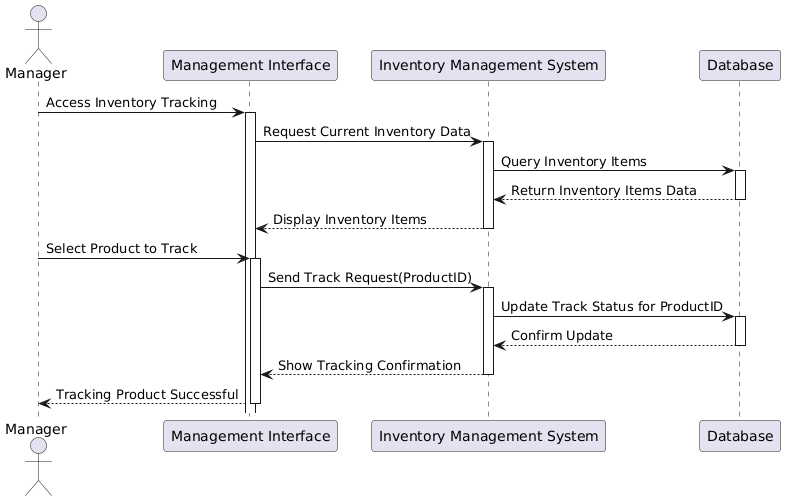 Manager
Management Interface
Inventory Management System
Database
Access Inventory Tracking
Request Current Inventory Data
Query Inventory Items
Return Inventory Items Data
Display Inventory Items
Select Product to Track
Send Track Request(ProductID)
Update Track Status for ProductID
Confirm Update
Show Tracking Confirmation
Tracking Product Successful
Manager
Management Interface
Inventory Management System
Database